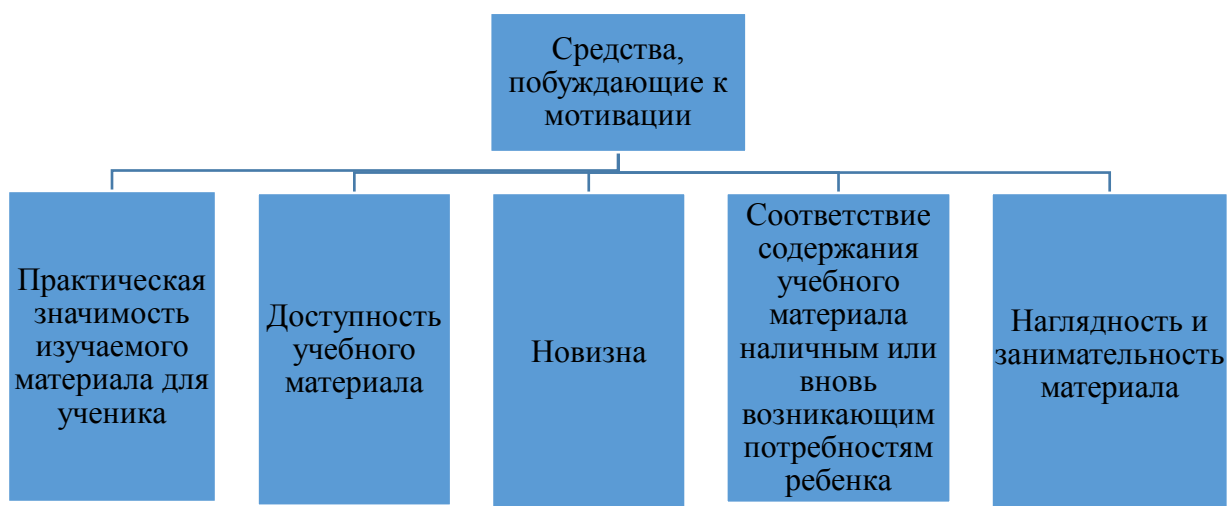 Средства,
побуждающие к
мотивации
Практическая
значимость
изучаемого
материала для
ученика
Доступность
учебного
материала
Новизна
Соответствие
содержания
учебного
материала
наличным или
вновь
возникающим
потребностям
ребенка
Наглядность и
занимательность
материала